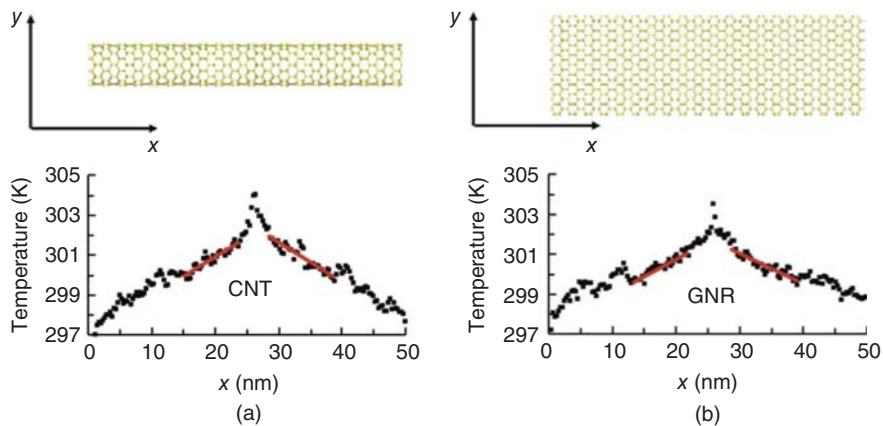 y
x
305
303
301
299
297
Temperature (K)
CNT
0 10 20 30 40 50
x (nm)
(a)
y
x
305
303
301
299
297
Temperature (K)
GNR
0 10 20 30 40 50
x (nm)
(b)